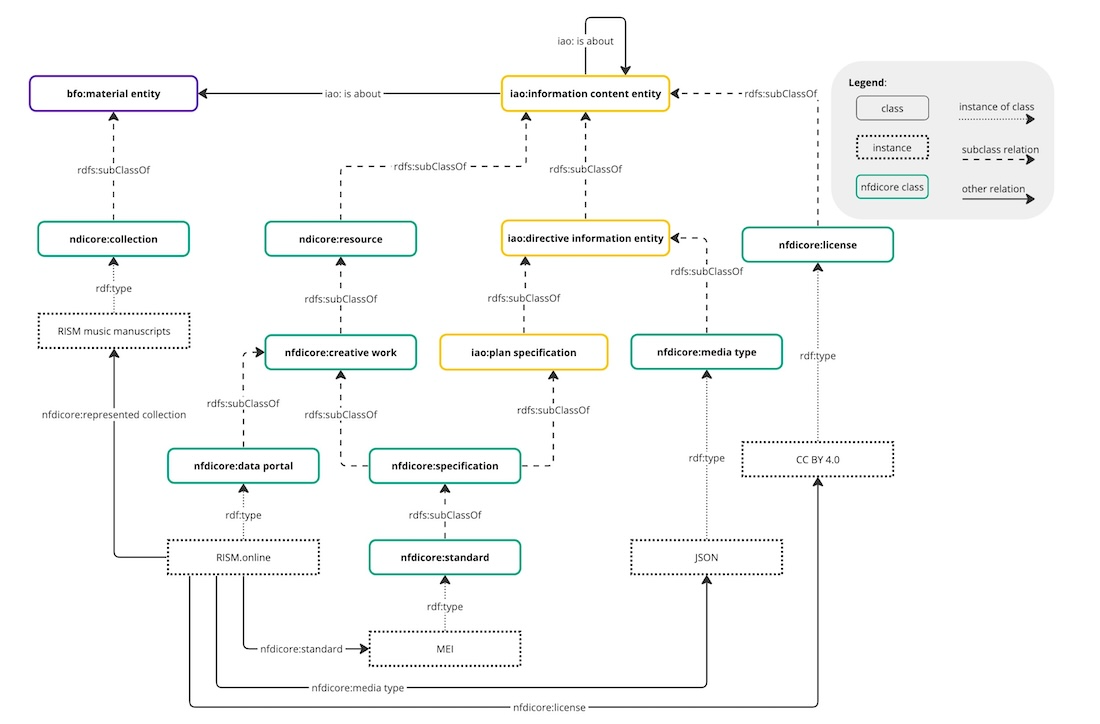 iao: is about
bfo:material entity
iao: is about
iao:information content entity
rdfs:subClassOf
Legend:
class
instance of class
instance
subclass relation
nfdicore class
other relation
rdfs:subClassOf
rdfs:subClassOf
rdfs:subClassOf
ndicore:collection
ndicore:resource
iao:directive information entity
nfdicore:license
rdfs:subClassOf
rdf:type
rdfs:subClassOf
rdfs:subClassOf
RISM music manuscripts
nfdicore:creative work
iao:plan specification
nfdicore:media type
rdf:type
rdfs:subClassOf
nfdicore:represented collection
rdfs:subClassOf
rdfs:subClassOf
nfdicore:data portal
nfdicore:specification
rdf:type
CC BY 4.0
rdf:type
rdfs:subClassOf
RISM.online
nfdicore:standard
JSON
rdf:type
nfdicore:standard
MEI
nfdicore:media type
nfdicore:license